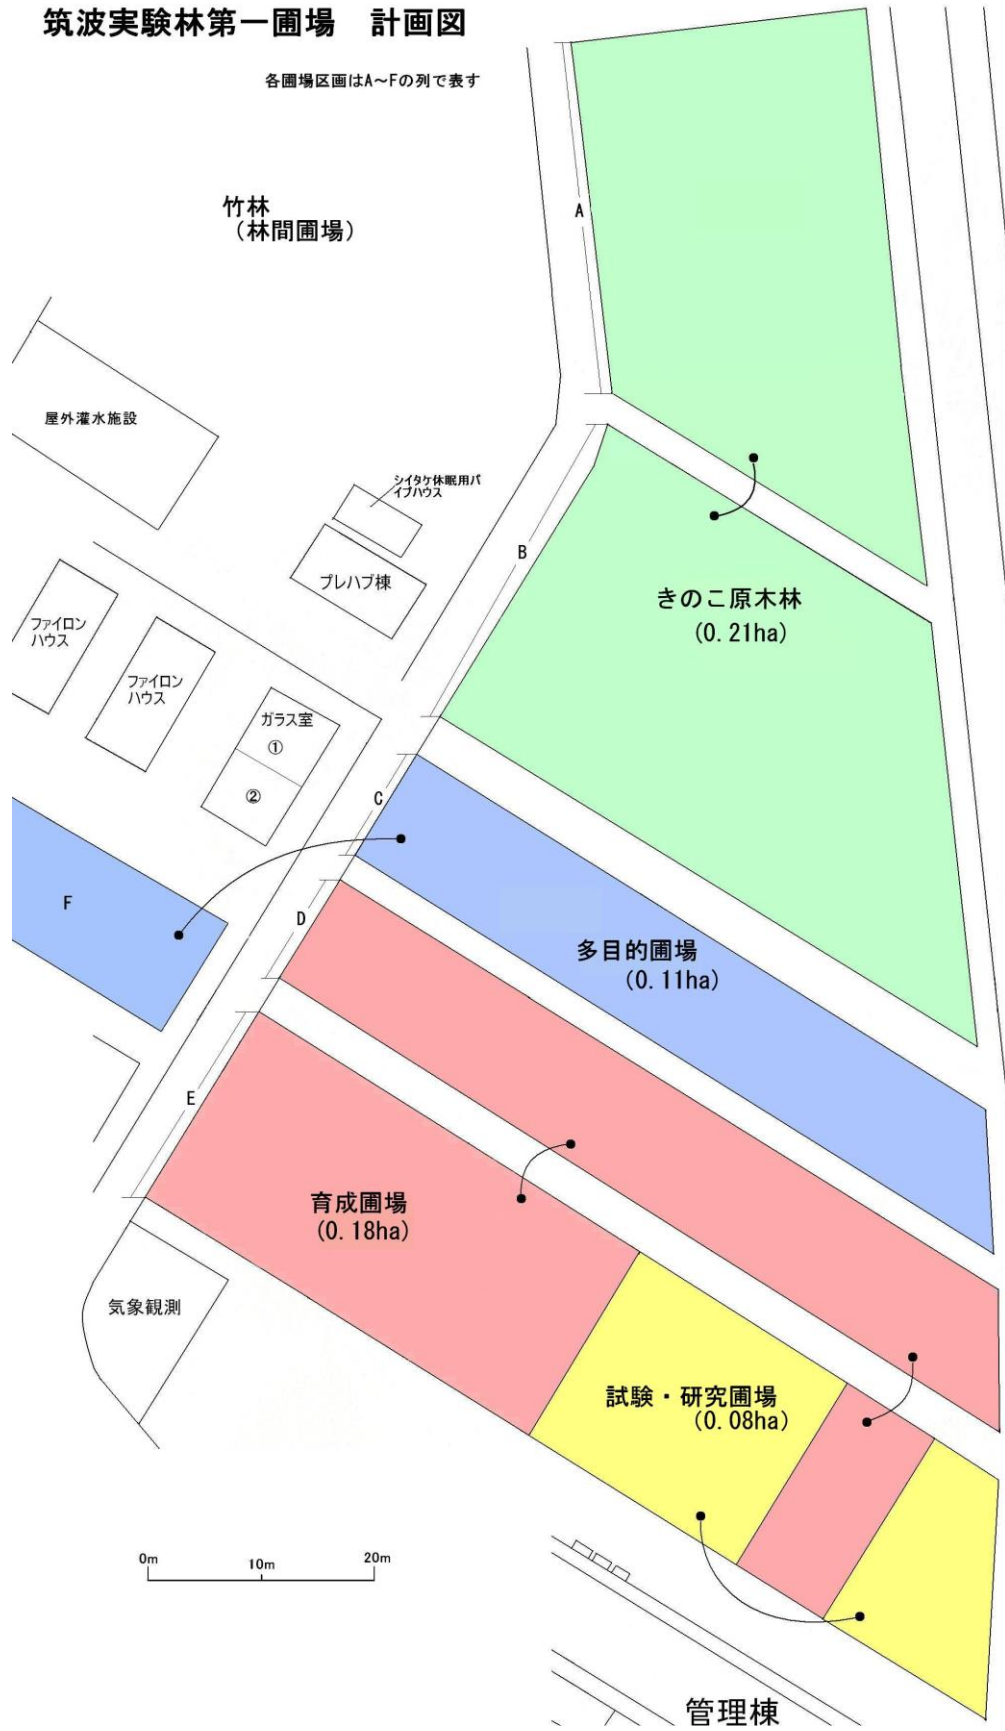 筑波実験林第一圃場　計画図
各圃場区画はA～Fの列で表す
竹林
（林間圃場）
A
屋外灌水施設
シイタケ休眠用パ
イプハウス
プレハブ棟
B
きのこ原木林
(0.21ha)
ファイロン
ハウス
ファイロン
ハウス
ガラス室
①
②
C
F
D
多目的圃場
(0.11ha)
E
育成圃場
(0.18ha)
気象観測
試験・研究圃場
(0.08ha)
0m 10m 20m
管理棟